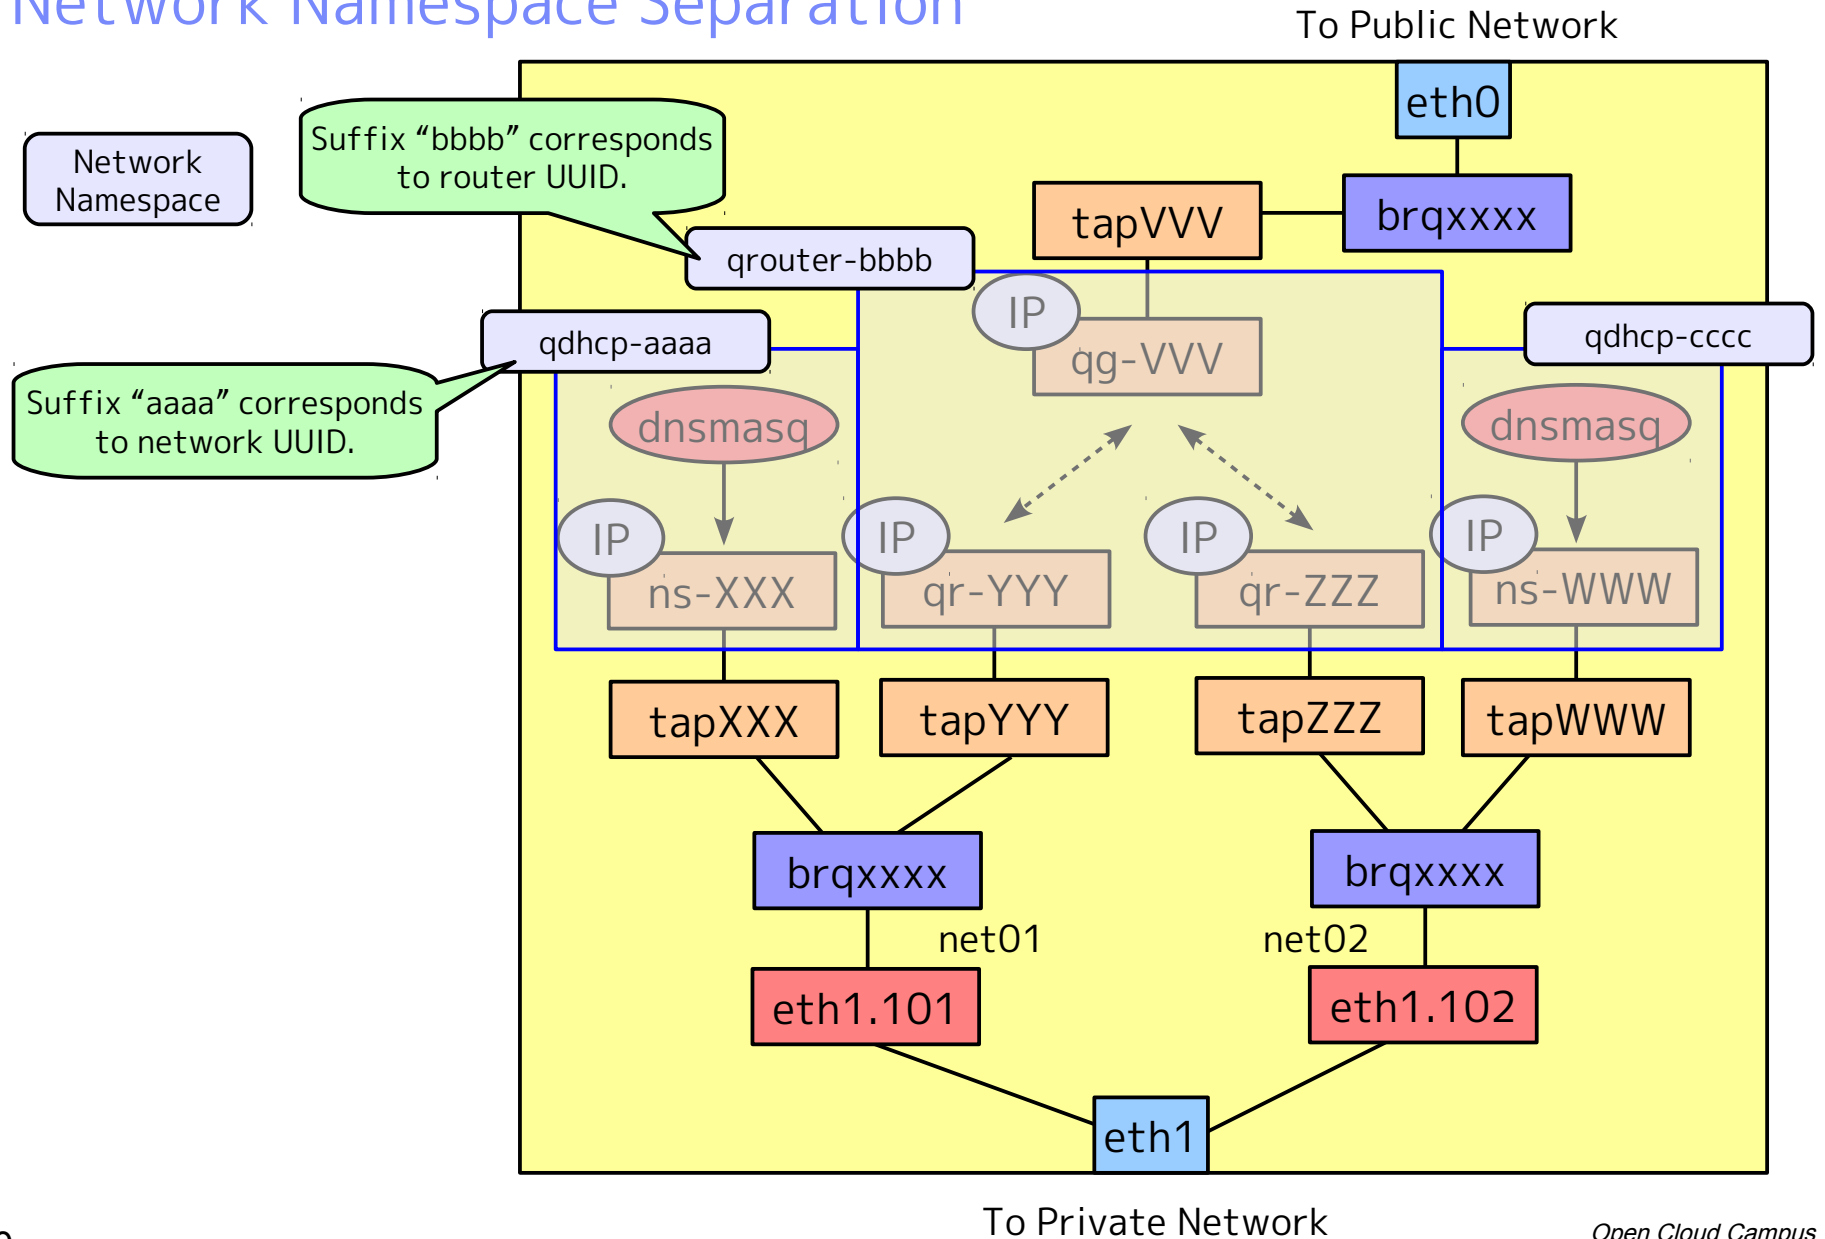 Network Namespace Separation
To Public Network
eth0
Suffix “bbbb” corresponds
to router UUID.
Network
Namespace
tapVVV
brqxxxx
qrouter-bbbb
IP
qg-VVV
qdhcp-aaaa
qdhcp-cccc
Suffix “aaaa” corresponds
to network UUID.
dnsmasq
dnsmasq
IP
ns-XXX
IP
qr-YYY
IP
qr-ZZZ
IP
ns-WWW
tapXXX
tapYYY
tapZZZ
tapWWW
brqxxxx
brqxxxx
net01
net02
eth1.101
eth1.102
eth1
To Private Network
Open Cloud Campus